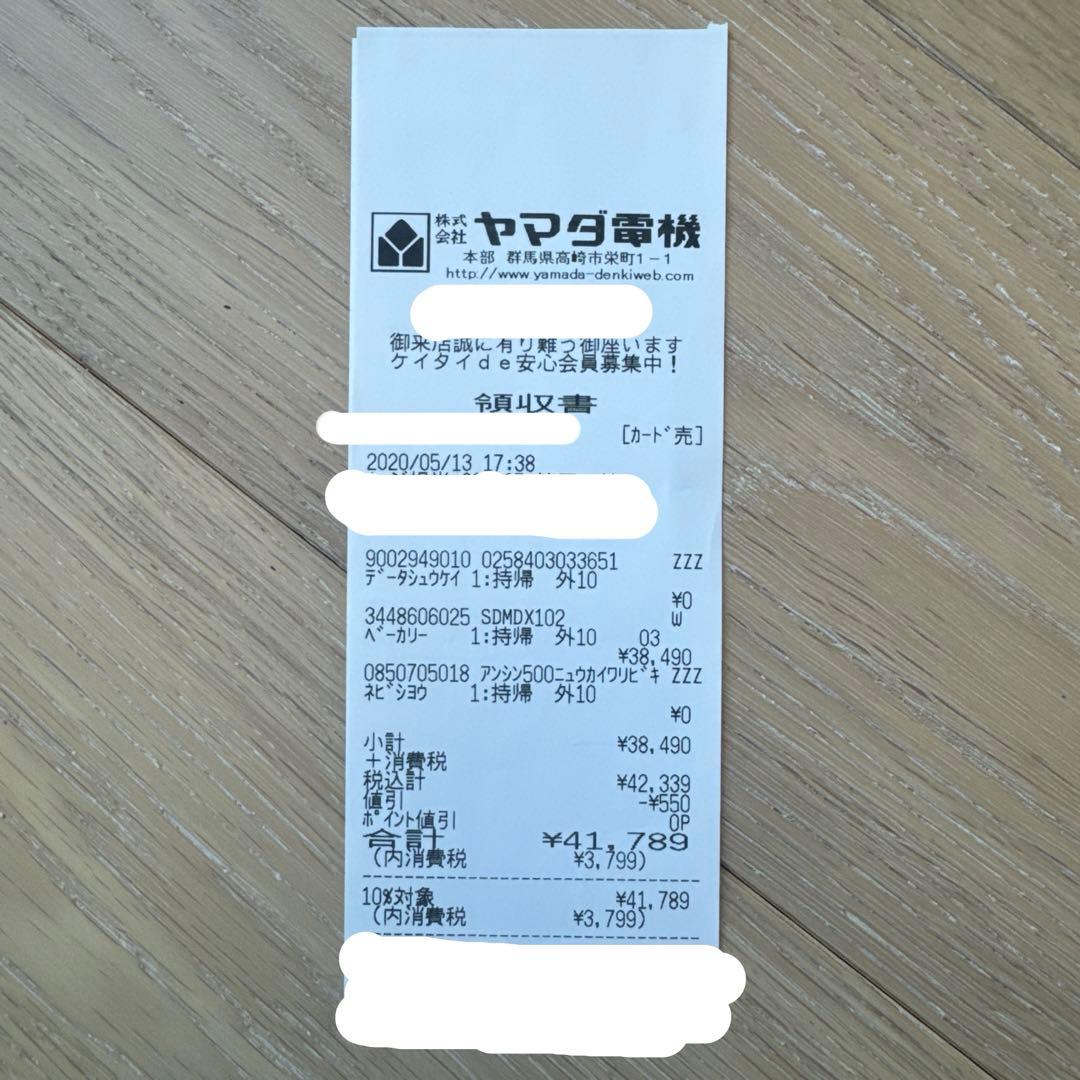 株式会社 ヤマダ電機
本部 群馬県高崎市栄町1-1
http://www.yamada-denkiweb.com
御来店誠に有り難う御座います
ケイタイde安心会員募集中!
領収書
[カード売]
2020/05/13 17:38
9002949010 0258403033651 ZZZ
データシュウケイ 1:持帰 外10
¥0
3448606025 SDMDX102 W
ベーカリー 1:持帰 外10 03
¥38,490
0850705018 アンシン500ニュウカイワリビキ ZZZ
ネビショウ 1:持帰 外10
¥0
小計 ¥38,490
+消費税
税込計 ¥42,339
値引 -¥550
ポイント値引 0P
合計 ¥41,789
(内消費税 ¥3,799)
10%対象 ¥41,789
(内消費税 ¥3,799)